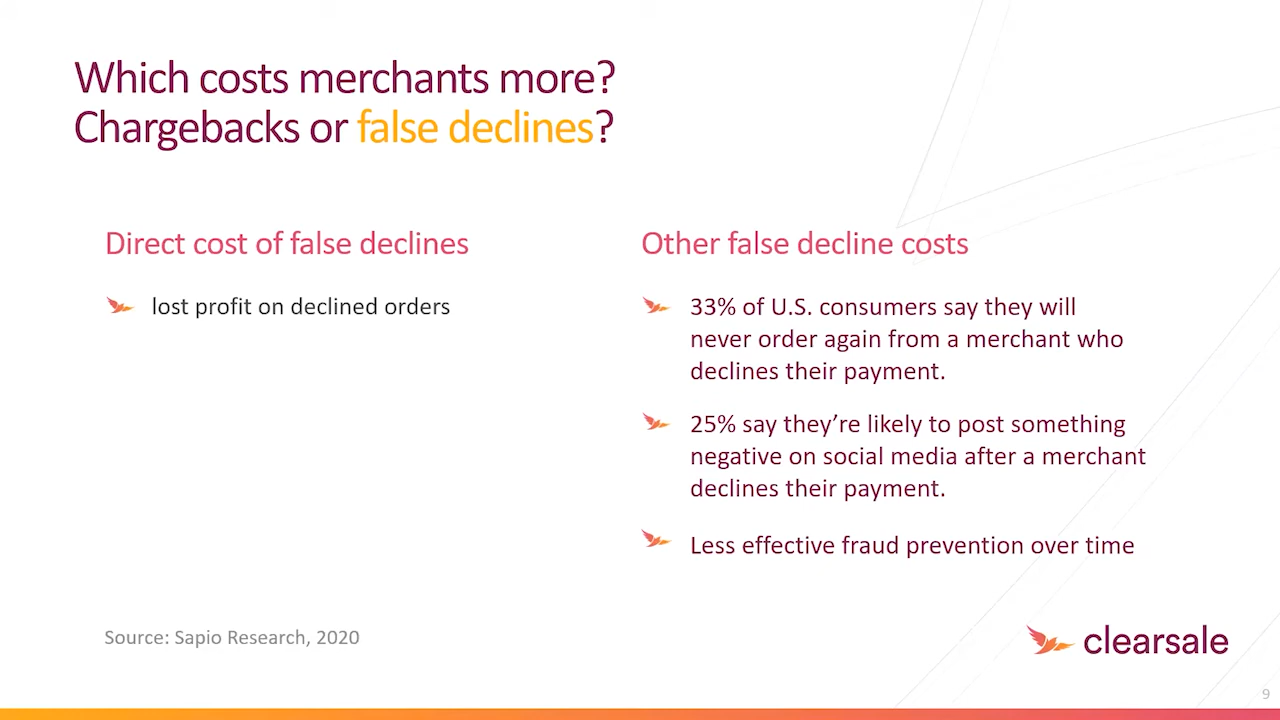 Which costs merchants more?
Chargebacks or false declines?
Direct cost of false declines
lost profit on declined orders
Other false decline costs
33% of U.S. consumers say they will
never order again from a merchant who
declines their payment.
25% say they’re likely to post something
negative on social media after a merchant
declines their payment.
Less effective fraud prevention over time
Source: Sapio Research, 2020
clearsale
9